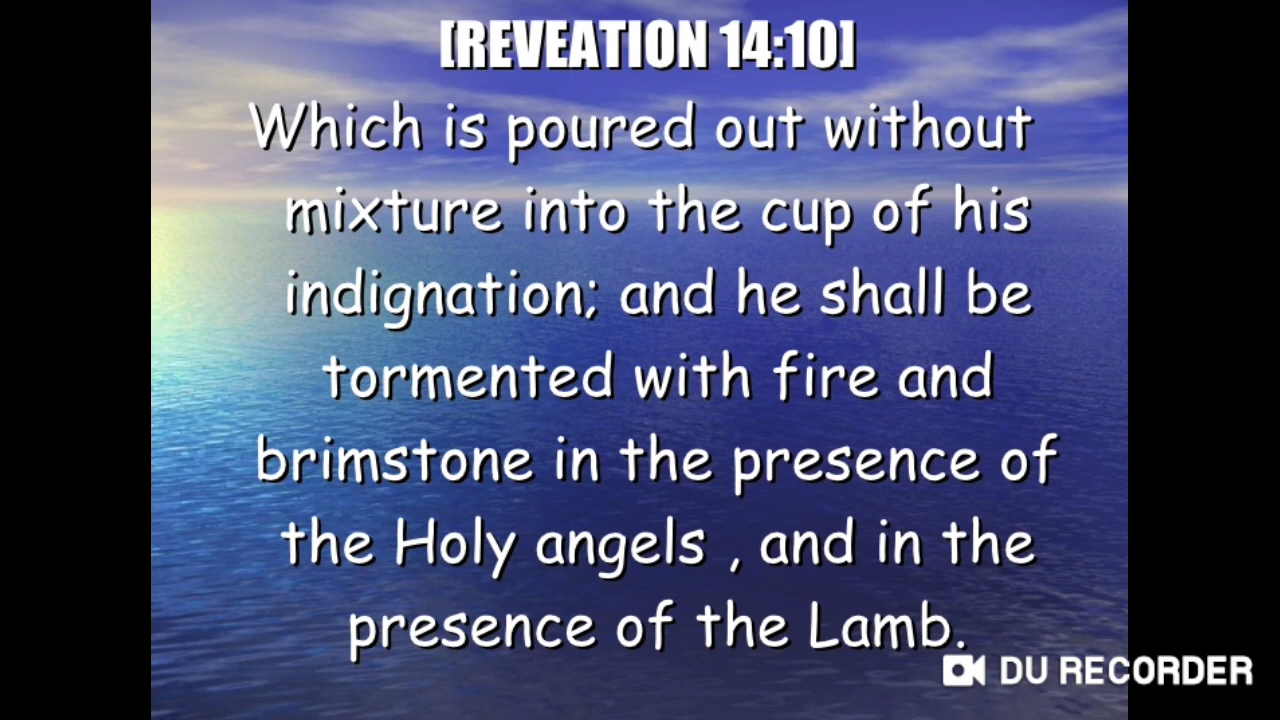 [REVEATION 14:10]
Which is poured out without
mixture into the cup of his
indignation; and he shall be
tormented with fire and
brimstone in the presence of
the Holy angels , and in the
presence of the Lamb.
DU RECORDER